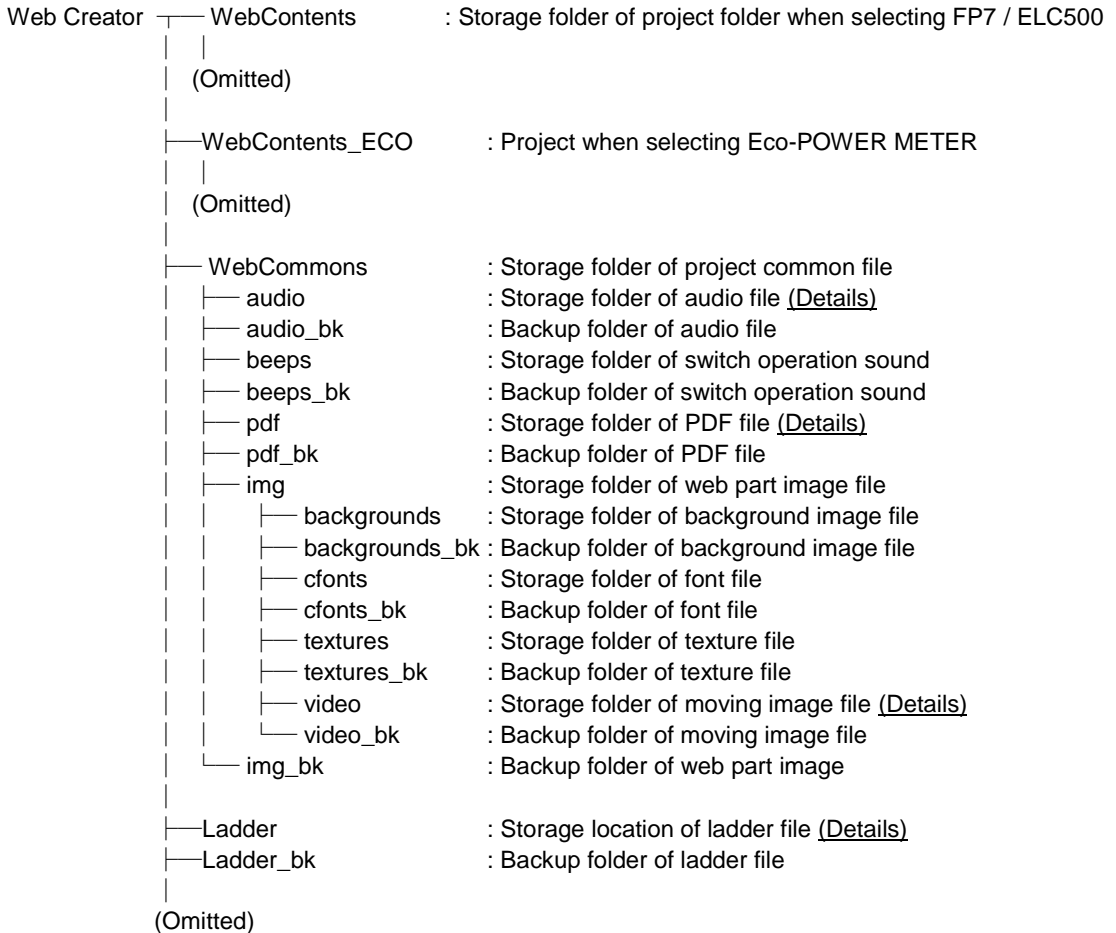 Web Creator WebContents : Storage folder of project folder when selecting FP7 / ELC500
(Omitted)
WebContents_ECO : Project when selecting Eco-POWER METER
(Omitted)
WebCommons : Storage folder of project common file
audio : Storage folder of audio file (Details)
audio_bk : Backup folder of audio file
beeps : Storage folder of switch operation sound
beeps_bk : Backup folder of switch operation sound
pdf : Storage folder of PDF file (Details)
pdf_bk : Backup folder of PDF file
img : Storage folder of web part image file
backgrounds : Storage folder of background image file
backgrounds_bk : Backup folder of background image file
cfonts : Storage folder of font file
cfonts_bk : Backup folder of font file
textures : Storage folder of texture file
textures_bk : Backup folder of texture file
video : Storage folder of moving image file (Details)
video_bk : Backup folder of moving image file
img_bk : Backup folder of web part image
Ladder : Storage location of ladder file (Details)
Ladder_bk : Backup folder of ladder file
(Omitted)